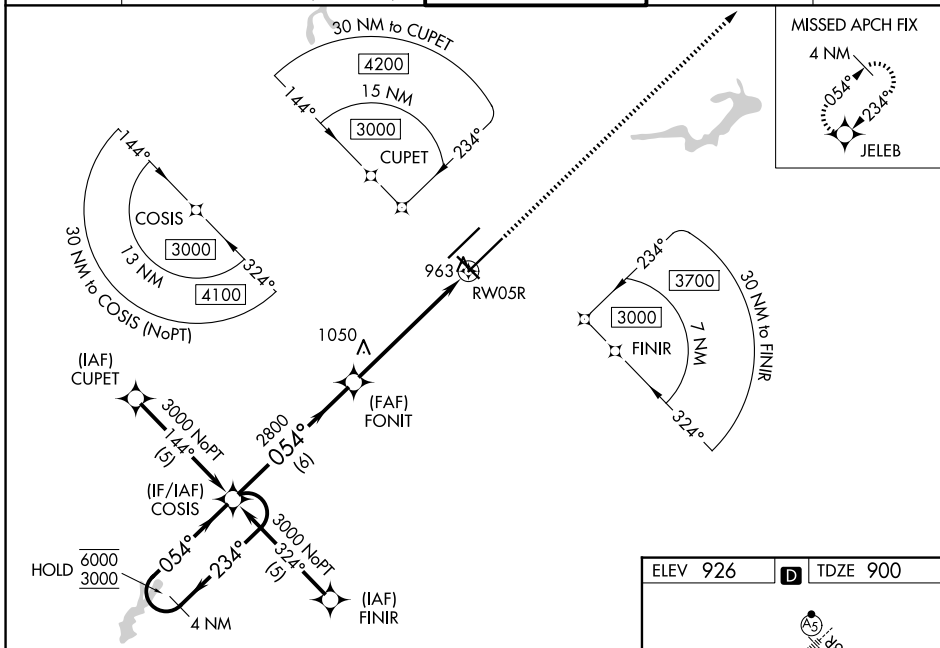 30 NM to CUPET
4200
15 NM
144°
3000
234°
CUPET
MISSED APCH FIX
4 NM
054°
234°
JELEB
144°
COSIS
3000
13 NM
324°
4100
30 NM to COSIS (NoPT)
963
RW05R
234°
3700
3000
7 NM
FINIR
30 NM to FINIR
324°
1050
(IAF)
CUPET
3000 NoPT
144°
(5)
(FAF)
FONIT
2800
054°
(6)
(IF/IAF)
COSIS
3000 NoPT
324°
(5)
054°
234°
HOLD
6000
3000
4 NM
(IAF)
FINIR
ELEV 926
D
TDZE 900
A5